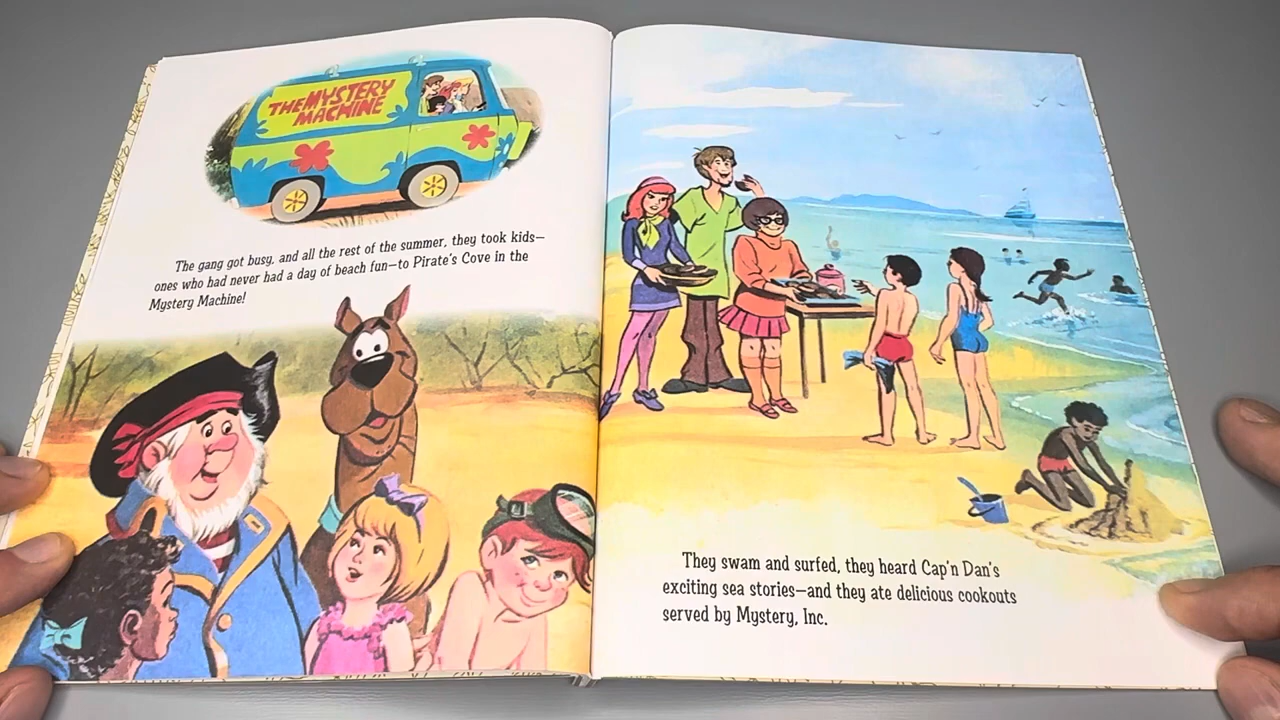 THE MYSTERY
MACHINE
The gang got busy, and all the rest of the summer, they took kids—
ones who had never had a day of beach fun—to Pirate's Cove in the
Mystery Machine!
They swam and surfed, they heard Cap'n Dan's
exciting sea stories—and they ate delicious cookouts
served by Mystery, Inc.